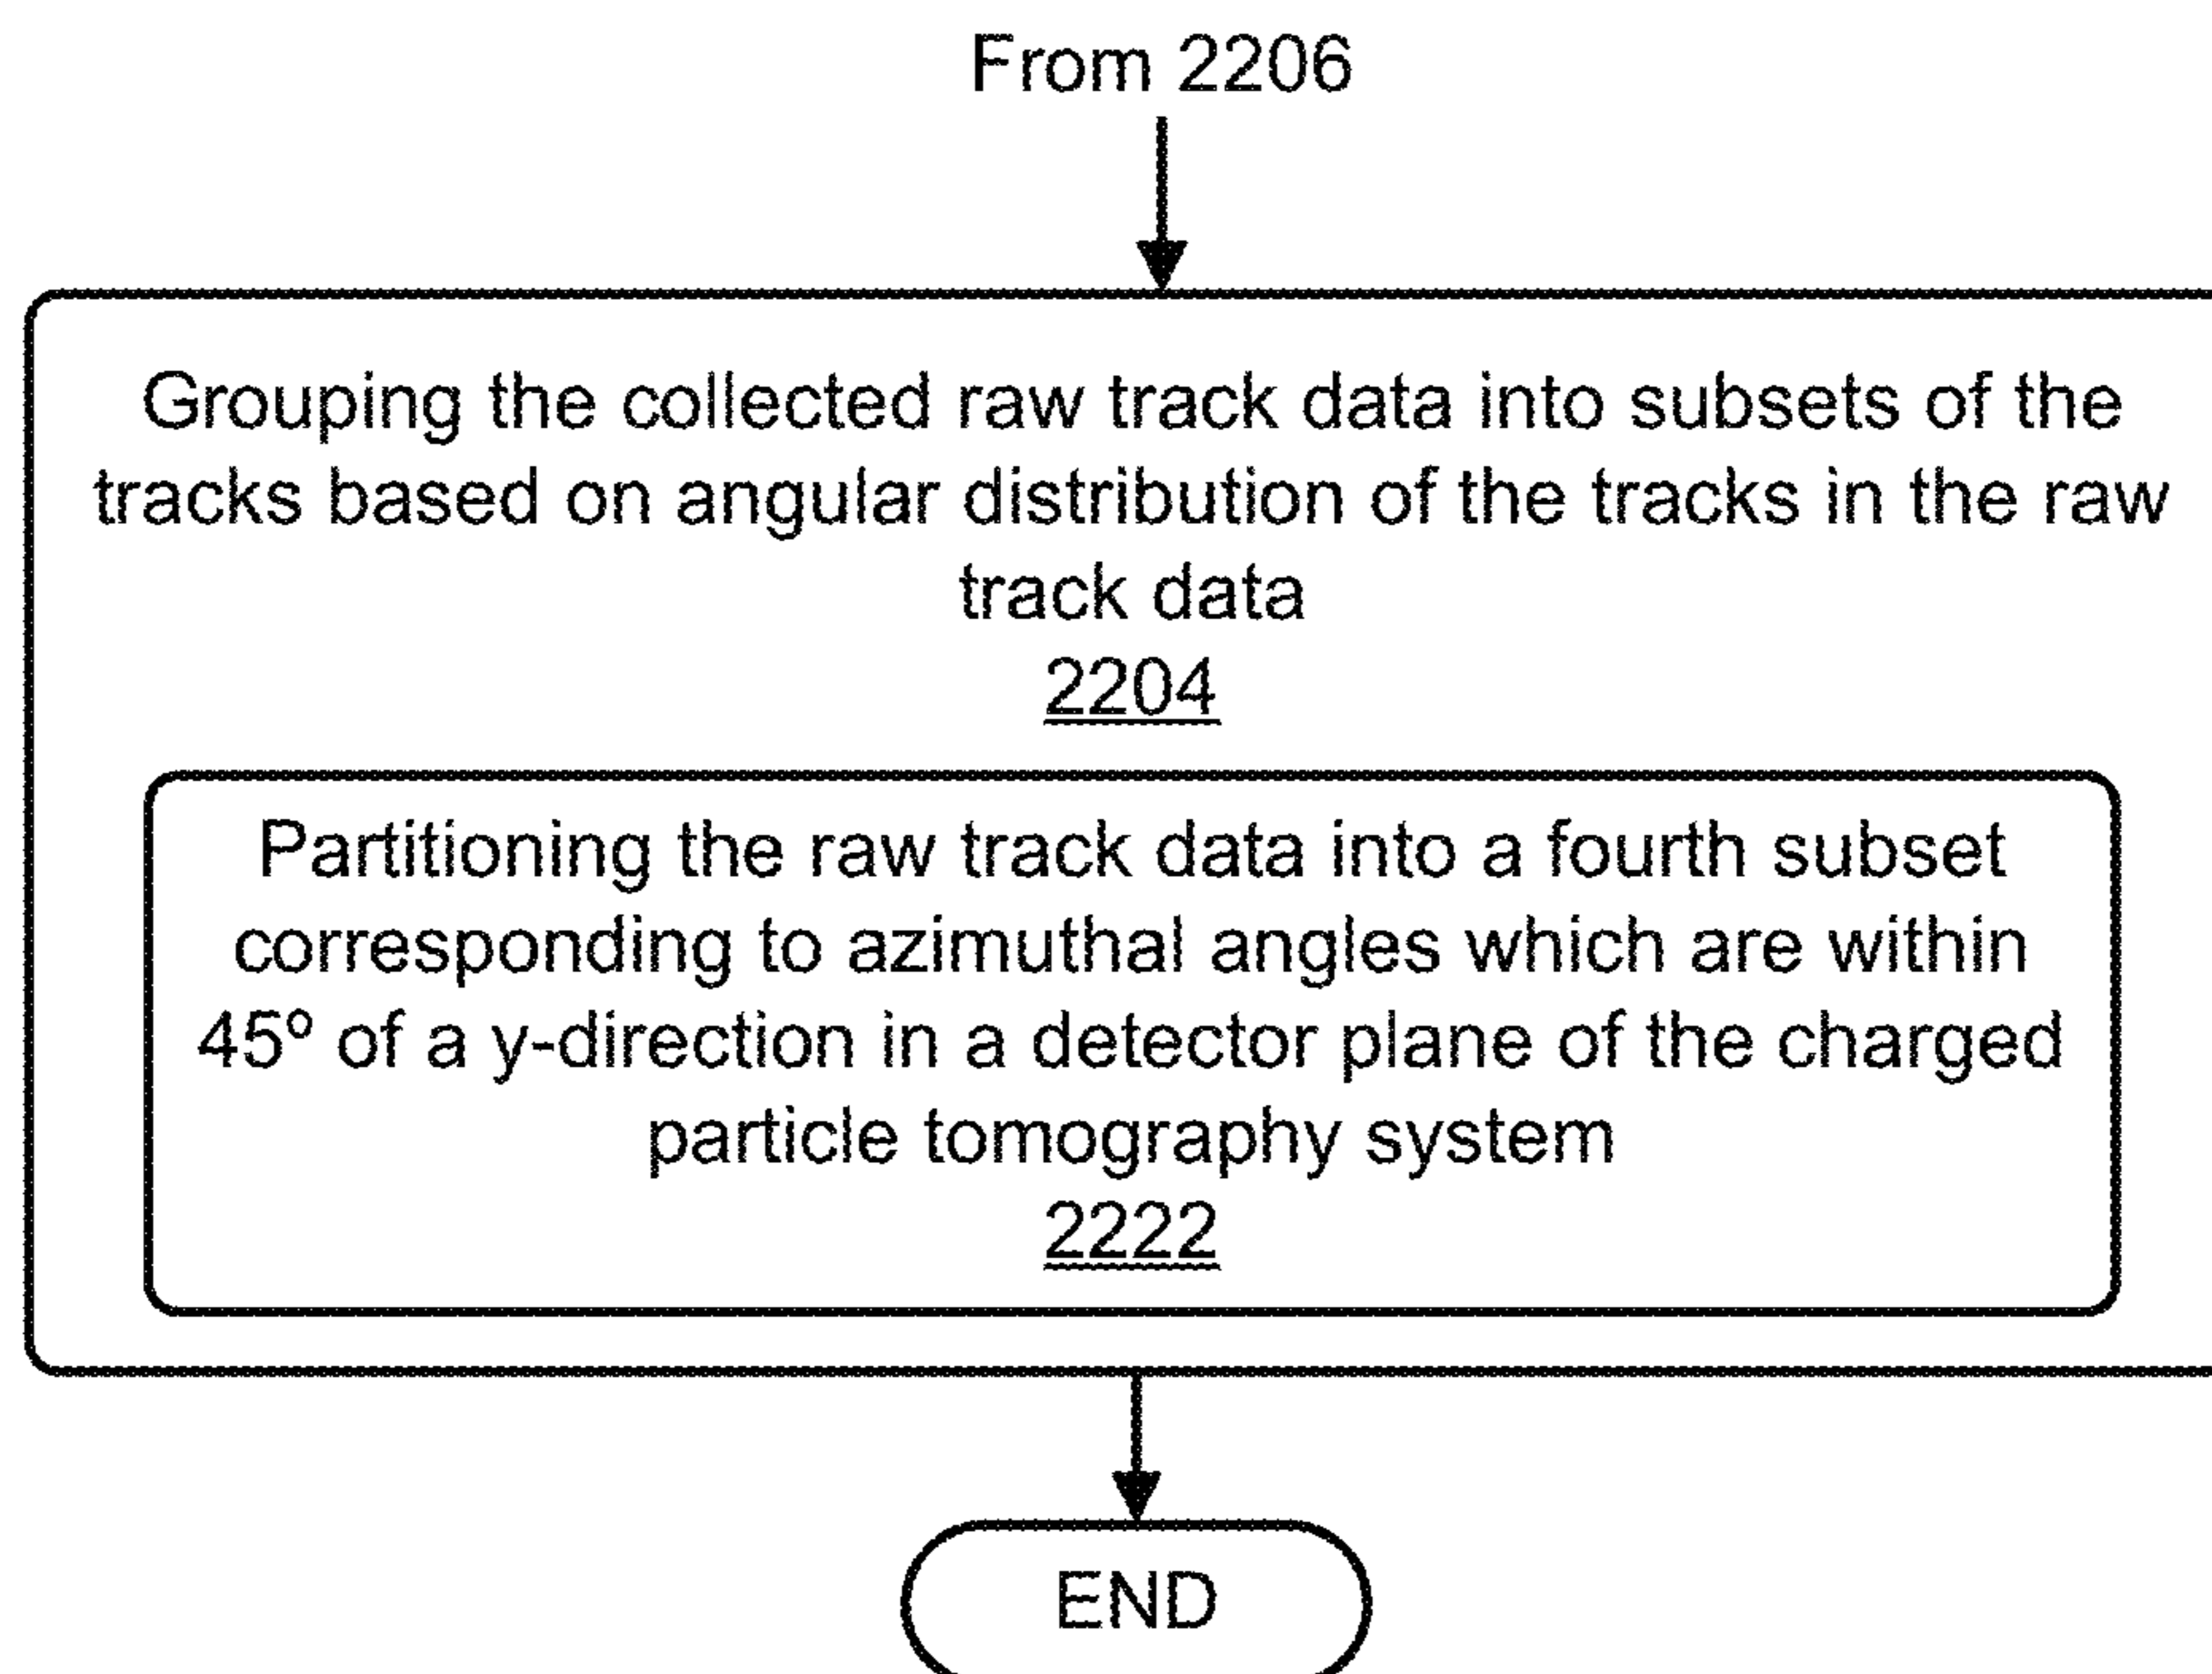 From 2206
Grouping the collected raw track data into subsets of the
tracks based on angular distribution of the tracks in the raw
track data
2204
Partitioning the raw track data into a fourth subset
corresponding to azimuthal angles which are within
45º of a y-direction in a detector plane of the charged
particle tomography system
2222
END